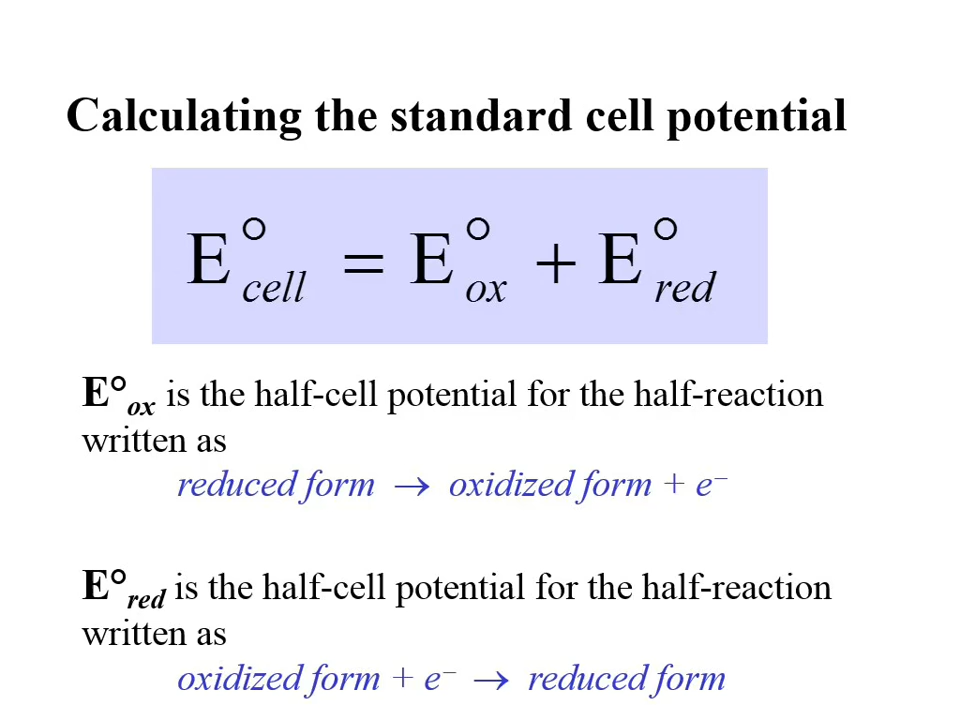 Calculating the standard cell potential
E°cell = E°ox + E°red
E°ox is the half-cell potential for the half-reaction
written as
reduced form → oxidized form + e⁻
E°red is the half-cell potential for the half-reaction
written as
oxidized form + e⁻ → reduced form